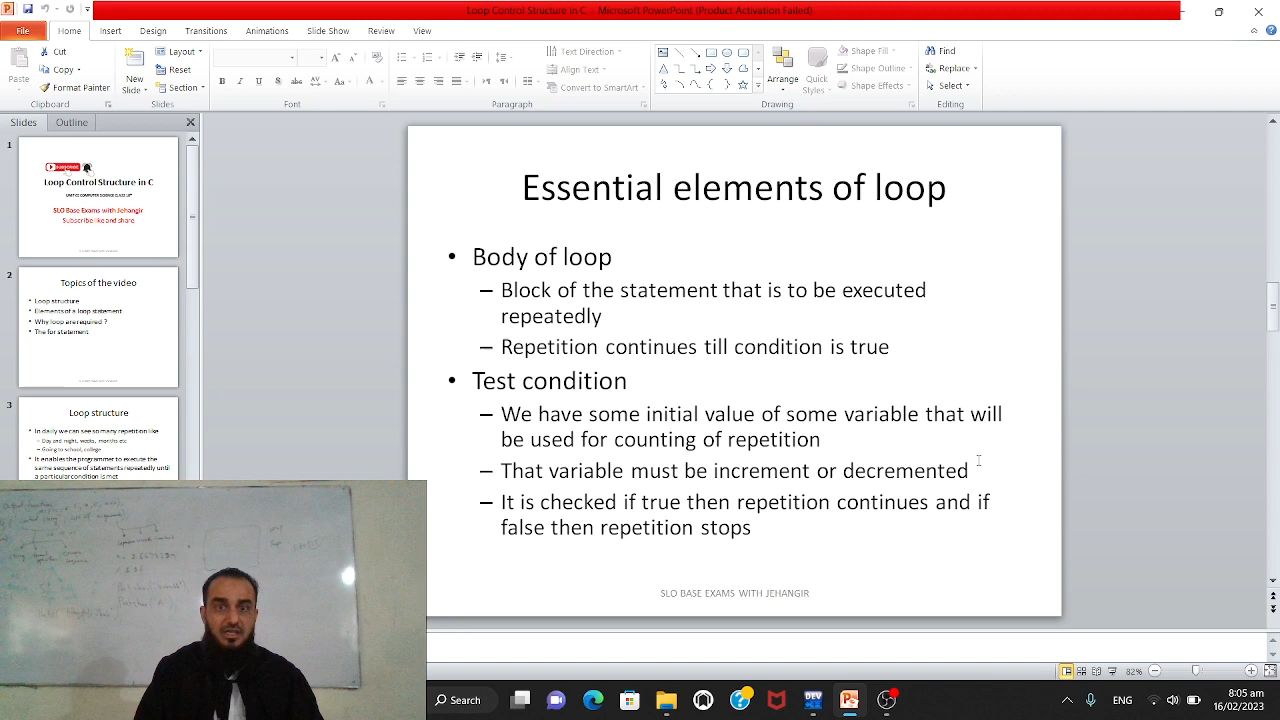 Loop Control Structure in C - Microsoft PowerPoint (Product Activation Failed)
File Home Insert Design Transitions Animations Slide Show Review View
Paste
Cut
Copy
Format Painter
Clipboard
New Slide
Layout
Reset
Section
Slides
Font
Text Direction
Align Text
Convert to SmartArt
Paragraph
Arrange
Quick Styles
Shape Fill
Shape Outline
Shape Effects
Drawing
Find
Replace
Select
Editing
Slides Outline
1
SUBSCRIBE
Loop Control Structure in C
SLO Base Exams with Jehangir
Subscribe like and share
2
Topics of the video
• Loop structure
• Elements of a loop statement
• Why loop are required ?
• The for statement
3
Loop structure
• In daily we can see so many repetition like
– Day and night, weeks, months etc
– Going to school, college
• It enables the programmer to execute the
same sequence of statements repeatedly until
a particular condition is met
Essential elements of loop
• Body of loop
– Block of the statement that is to be executed
repeatedly
– Repetition continues till condition is true
• Test condition
– We have some initial value of some variable that will
be used for counting of repetition
– That variable must be increment or decremented
– It is checked if true then repetition continues and if
false then repetition stops
SLO BASE EXAMS WITH JEHANGIR
82%
Search
DEV
ENG
8:05 am
16/02/2023